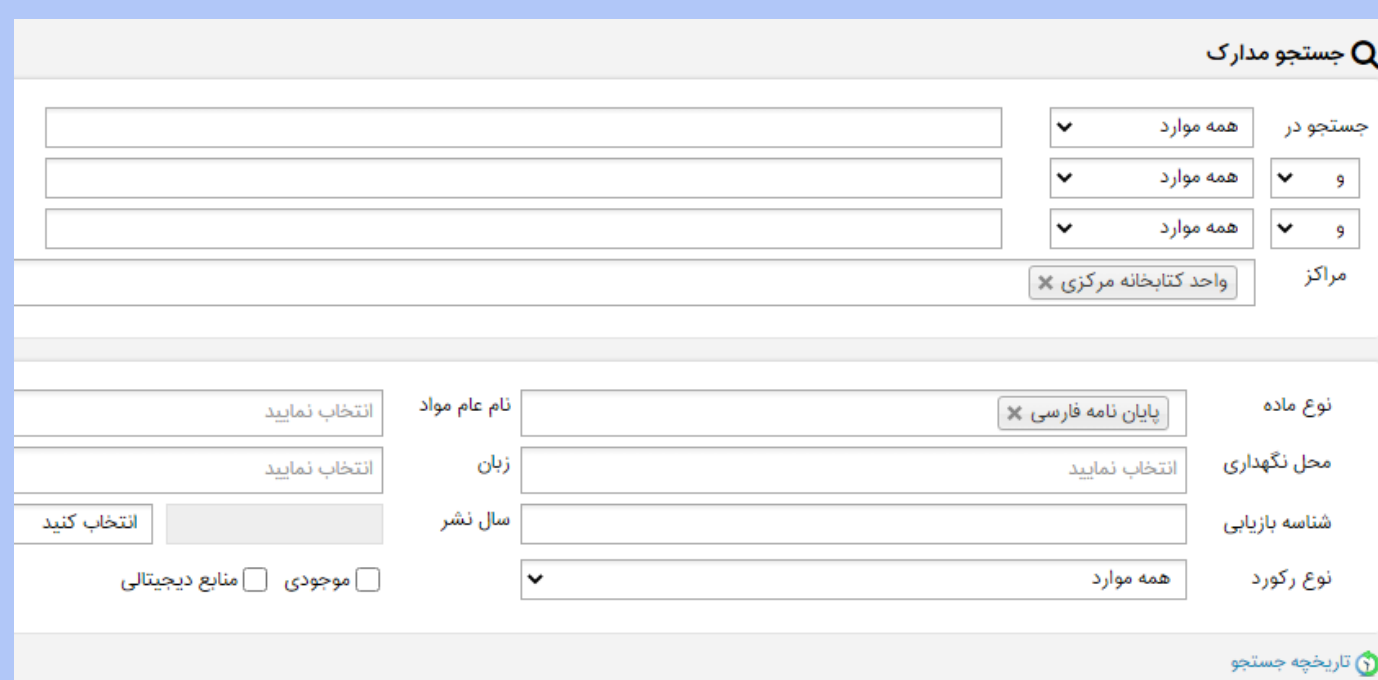 جستجو مدارک
جستجو در همه موارد
و همه موارد
و همه موارد
مراکز واحد کتابخانه مرکزی
نوع ماده پایان نامه فارسی نام عام مواد انتخاب نمایید
محل نگهداری انتخاب نمایید زبان انتخاب نمایید
شناسه بازیابی سال نشر انتخاب کنید
نوع رکورد همه موارد موجودی منابع دیجیتالی
تاریخچه جستجو